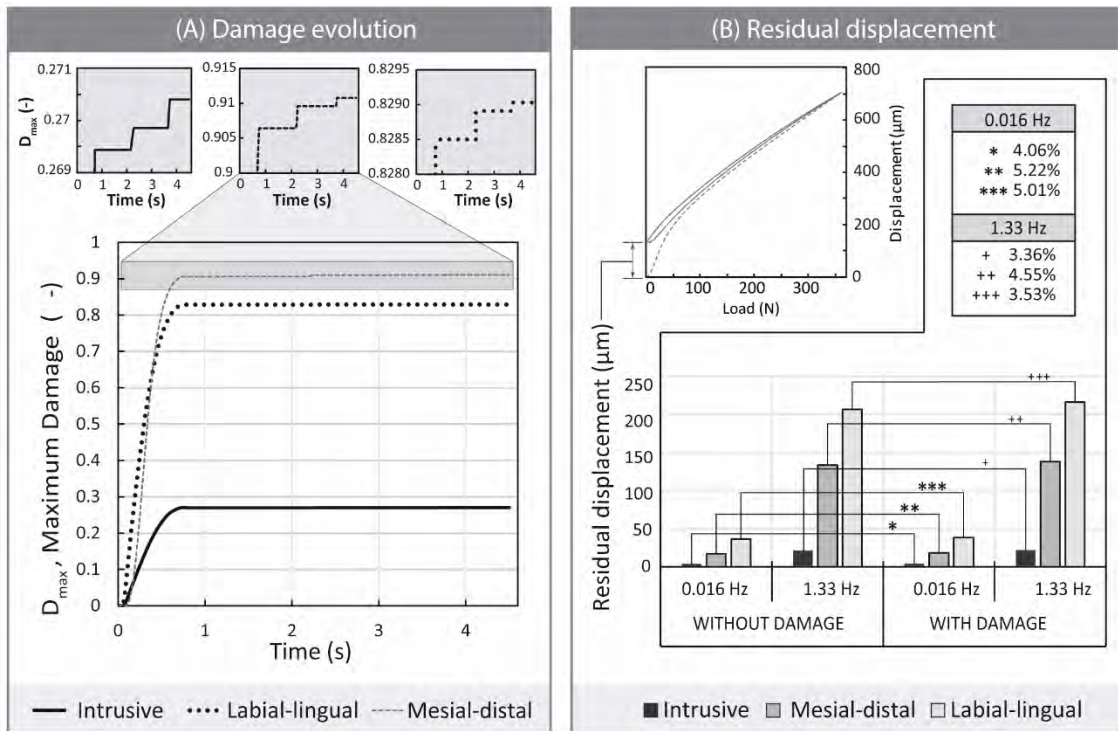 (A) Damage evolution
0.271
0.27
0.269
D max (-)
0 1 2 3 4
Time (s)
0.915
0.91
0.905
0.9
0 1 2 3 4
Time (s)
0.8295
0.8290
0.8285
0.8280
0 1 2 3 4
Time (s)
D max , Maximum Damage ( -)
1
0.9
0.8
0.7
0.6
0.5
0.4
0.3
0.2
0.1
0
0 1 2 3 4
Time (s)
Intrusive Labial-lingual Mesial-distal
(B) Residual displacement
800
600
400
200
0
Displacement (μm)
0 100 200 300
Load (N)
0.016 Hz
* 4.06%
** 5.22%
*** 5.01%
1.33 Hz
+ 3.36%
++ 4.55%
+++ 3.53%
Residual displacement (μm)
250
200
150
100
50
0
+++
++
+
***
**
*
0.016 Hz 1.33 Hz 0.016 Hz 1.33 Hz
WITHOUT DAMAGE WITH DAMAGE
Intrusive Mesial-distal Labial-lingual